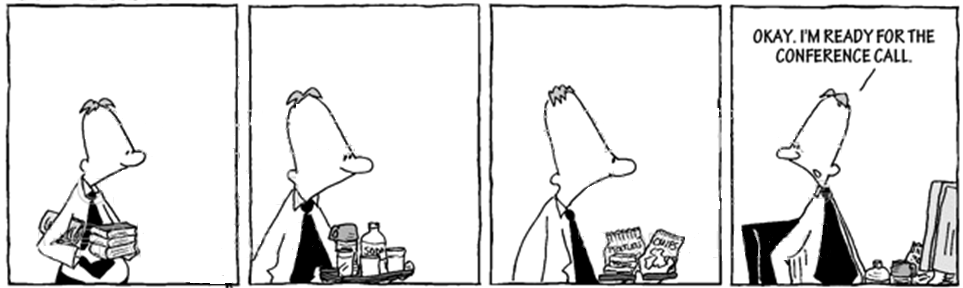 SODA
CHIPS
OKAY. I'M READY FOR THE
CONFERENCE CALL.